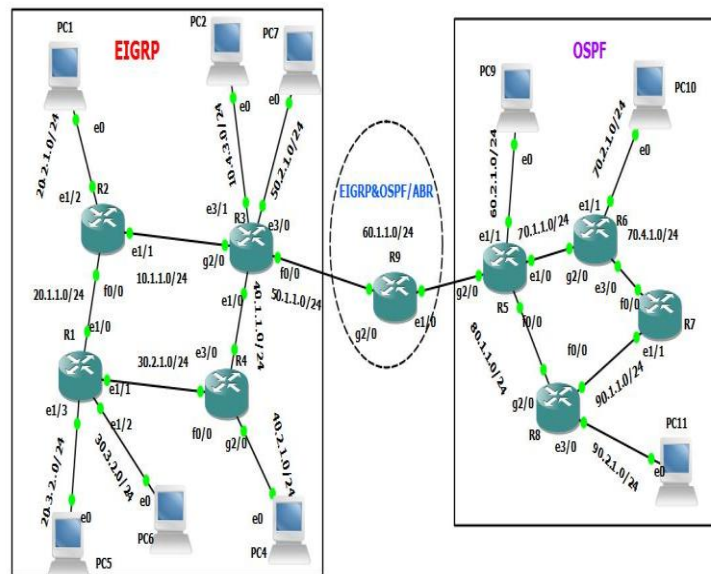 EIGRP
PC1
PC2
PC7
20.2.1.0/24
e0
e0
e0
10.4.3.0/24
50.2.1.0/24
R2
e1/2
e1/1
e3/1
R3
e3/0
g2/0
f0/0
f0/0
10.1.1.0/24
20.1.1.0/24
e1/0
40.1.1.0/24
50.1.1.0/24
R1
e1/0
e3/0
R4
30.2.1.0/24
e1/1
e1/3
e1/2
f0/0
g2/0
20.3.2.0/24
30.3.2.0/24
40.2.1.0/24
e0
e0
e0
PC5
PC6
PC4
EIGRP&OSPF/ABR
60.1.1.0/24
R9
g2/0
e1/0
OSPF
PC9
PC10
60.2.1.0/24
70.2.1.0/24
e0
e0
e1/1
e1/1
R6
70.1.1.0/24
70.4.1.0/24
g2/0
R5
e1/0
g2/0
e3/0
f0/0
R7
f0/0
80.1.1.0/24
f0/0
e1/1
90.1.1.0/24
g2/0
R8
e3/0
PC11
90.2.1.0/24
e0